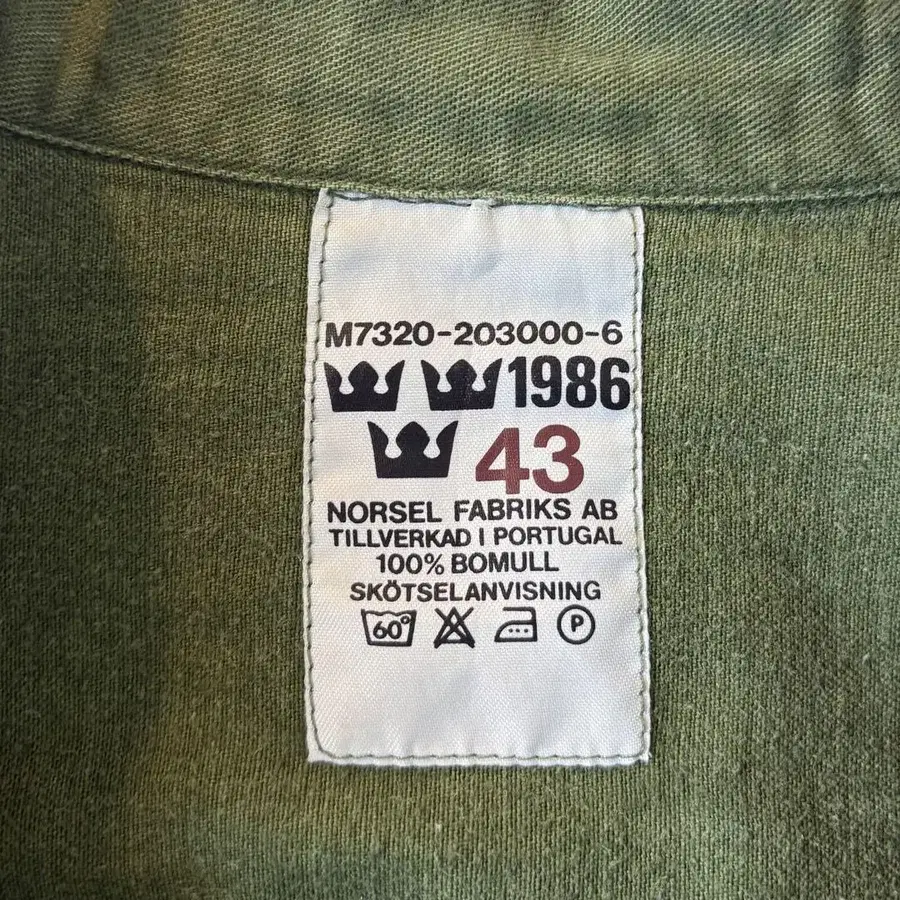 M7320-203000-6
1986
43
NORSEL FABRIKS AB
TILLVERKAD I PORTUGAL
100% BOMULL
SKÖTSELANVISNING
60° P